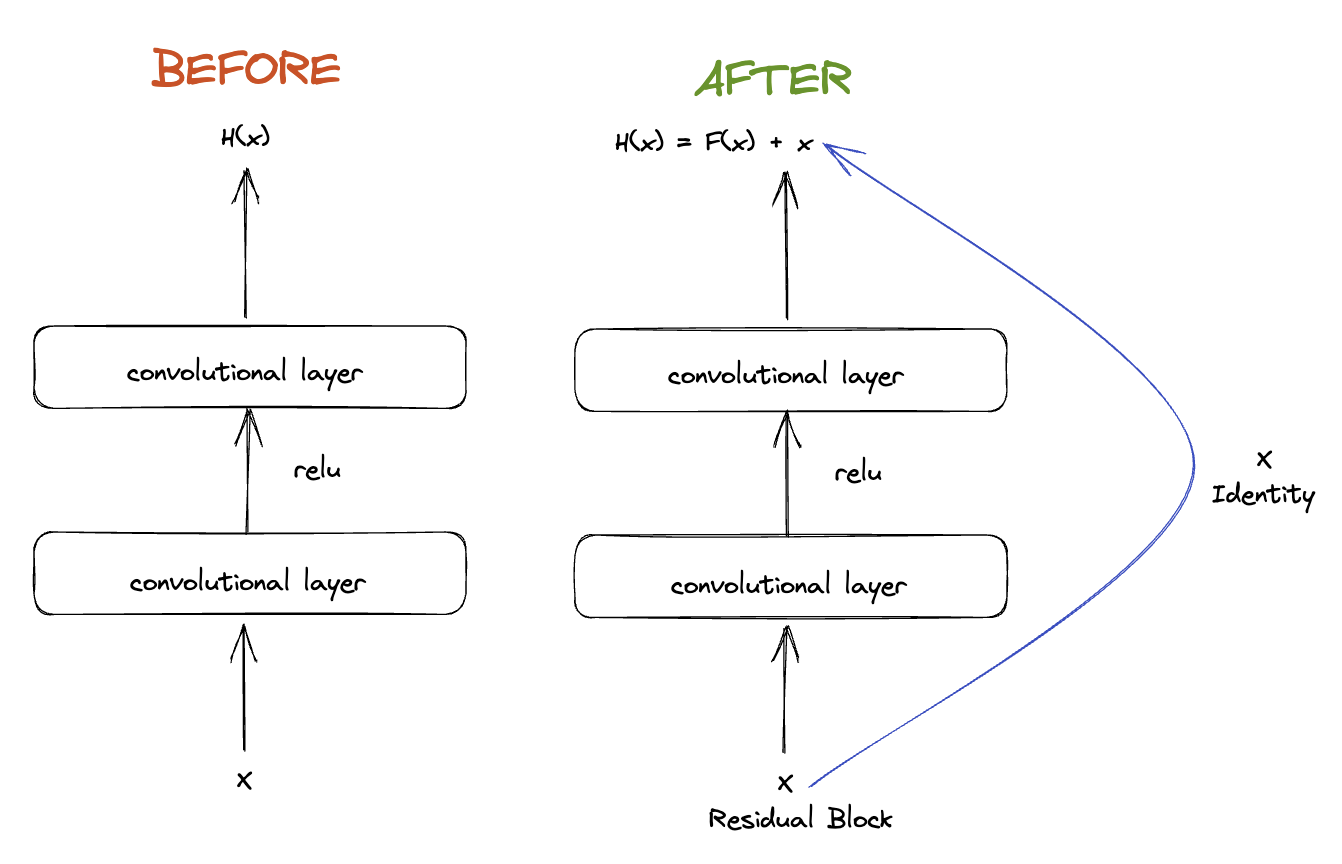 BEFORE
H(x)
convolutional layer
relu
convolutional layer
x
AFTER
H(x) = F(x) + x
convolutional layer
relu
convolutional layer
x
Residual Block
x
Identity